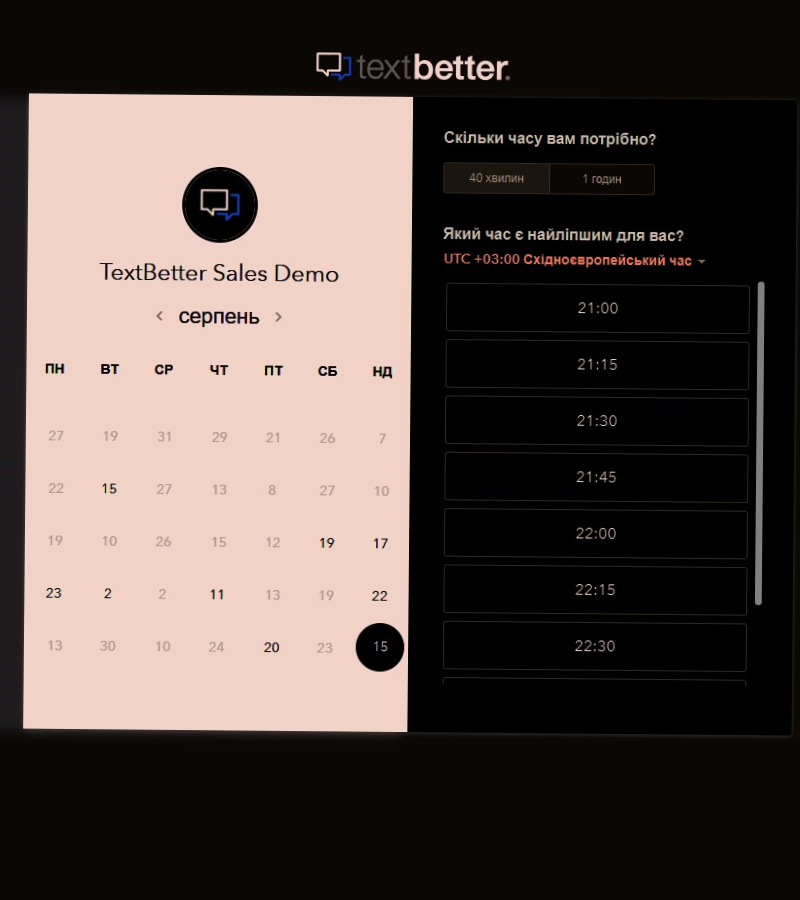 textbetter.
TextBetter Sales Demo
серпень
ПН ВТ СР ЧТ ПТ СБ НД
27 19 31 29 21 26 7
22 15 27 13 8 27 10
19 10 26 15 12 19 17
23 2 2 11 13 19 22
13 30 10 24 20 23 15
Скільки часу вам потрібно?
40 хвилин 1 годин
Який час є найліпшим для вас?
UTC +03:00 Східноєвропейський час
21:00
21:15
21:30
21:45
22:00
22:15
22:30